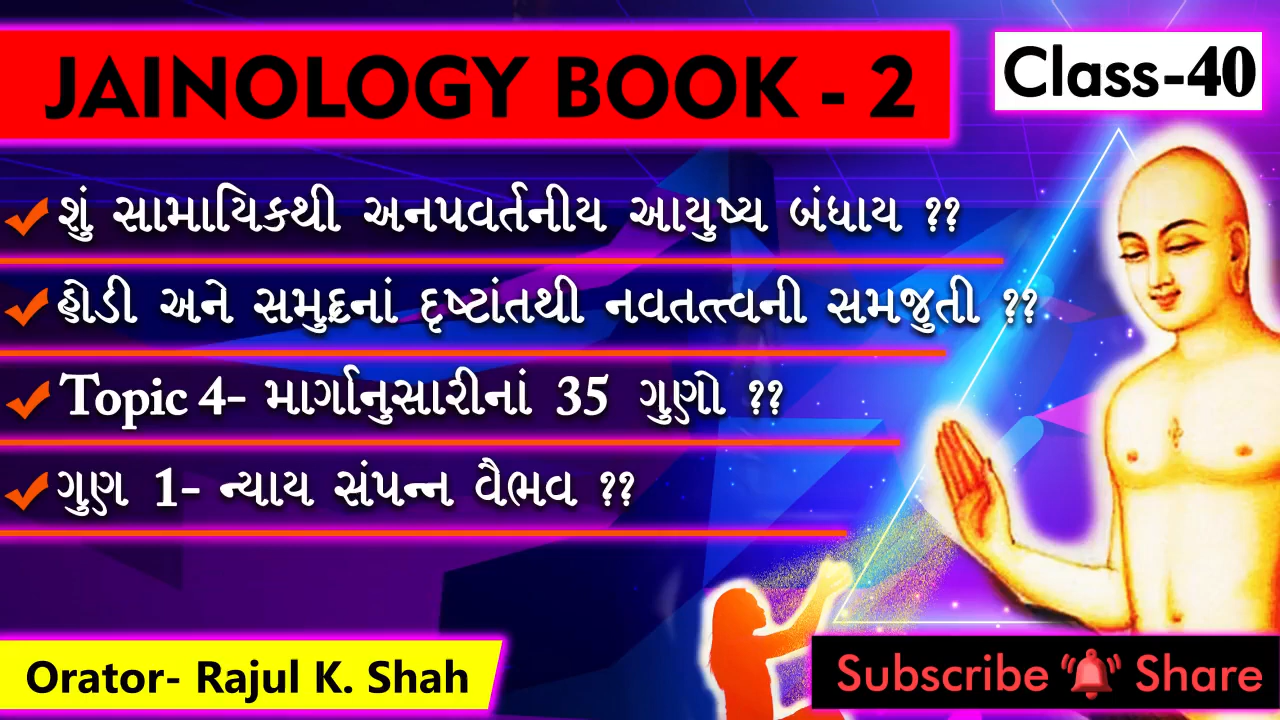 JAINOLOGY BOOK - 2
Class-40
શું સામાયિકથી અનપવર્તનીય આયુષ્ય બંધાય ??
હોડી અને સમુદ્રનાં દૃષ્ટાંતથી નવતત્ત્વની સમજુતી ??
Topic 4- માર્ગાનુસારીનાં 35 ગુણો ??
ગુણ 1- ન્યાય સંપન્ન વૈભવ ??
Orator- Rajul K. Shah
Subscribe Share